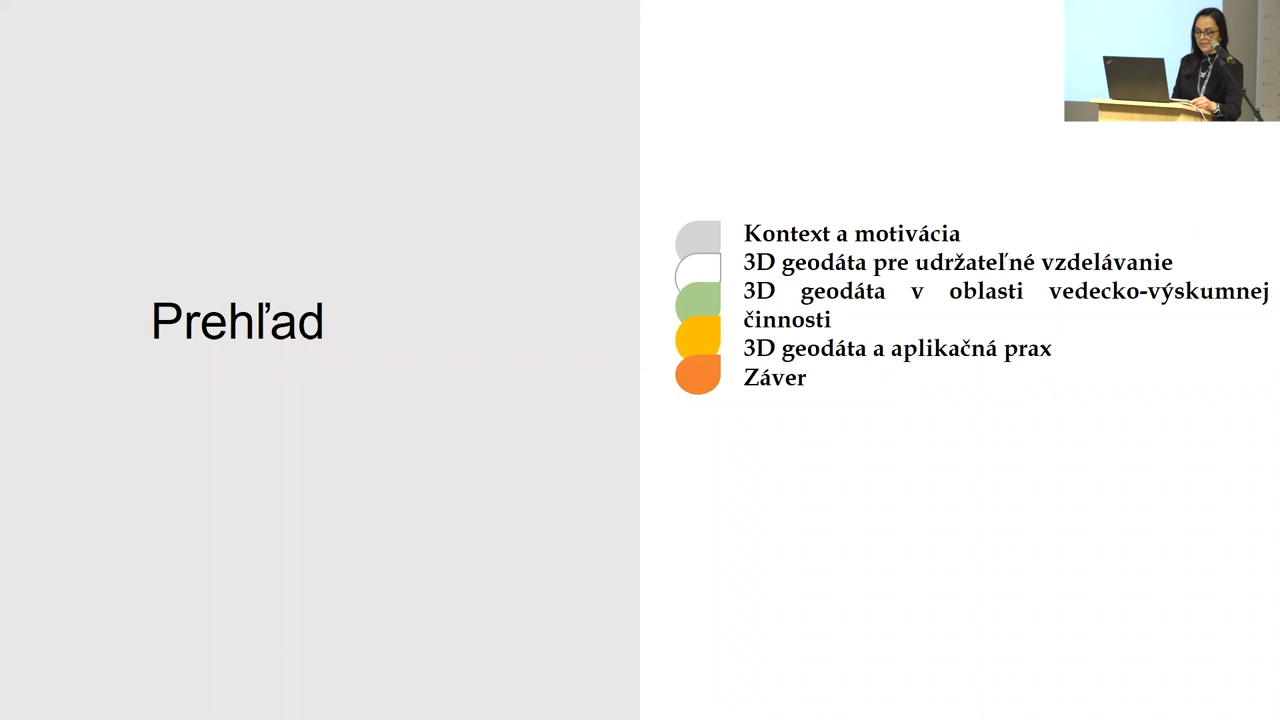 Prehľad
Kontext a motivácia
3D geodáta pre udržateľné vzdelávanie
3D geodáta v oblasti vedecko-výskumnej
činnosti
3D geodáta a aplikačná prax
Záver